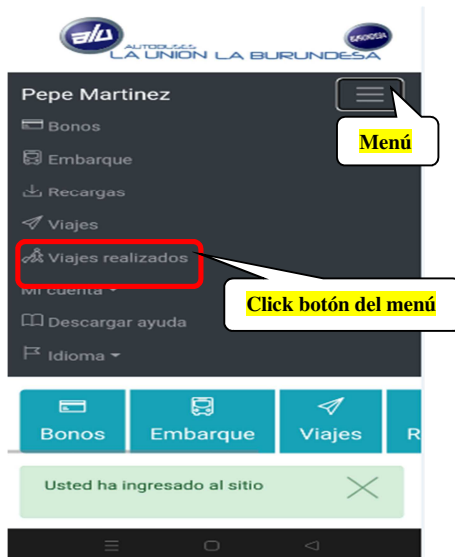 alu
AUTOBUSES
LA UNION LA BURUNDESA
Pepe Martinez
Menú
Bonos
Embarque
Recargas
Viajes
Viajes realizados
Mi cuenta
Click botón del menú
Descargar ayuda
Idioma
Bonos
Embarque
Viajes
R
Usted ha ingresado al sitio